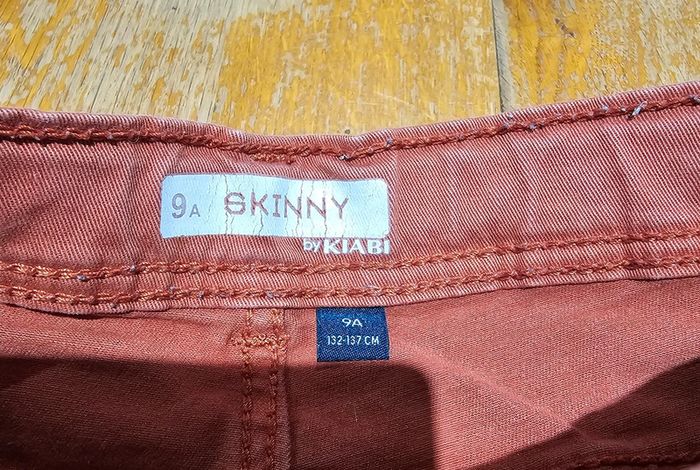 9A SKINNY
by KIABI
9A
132-137 CM